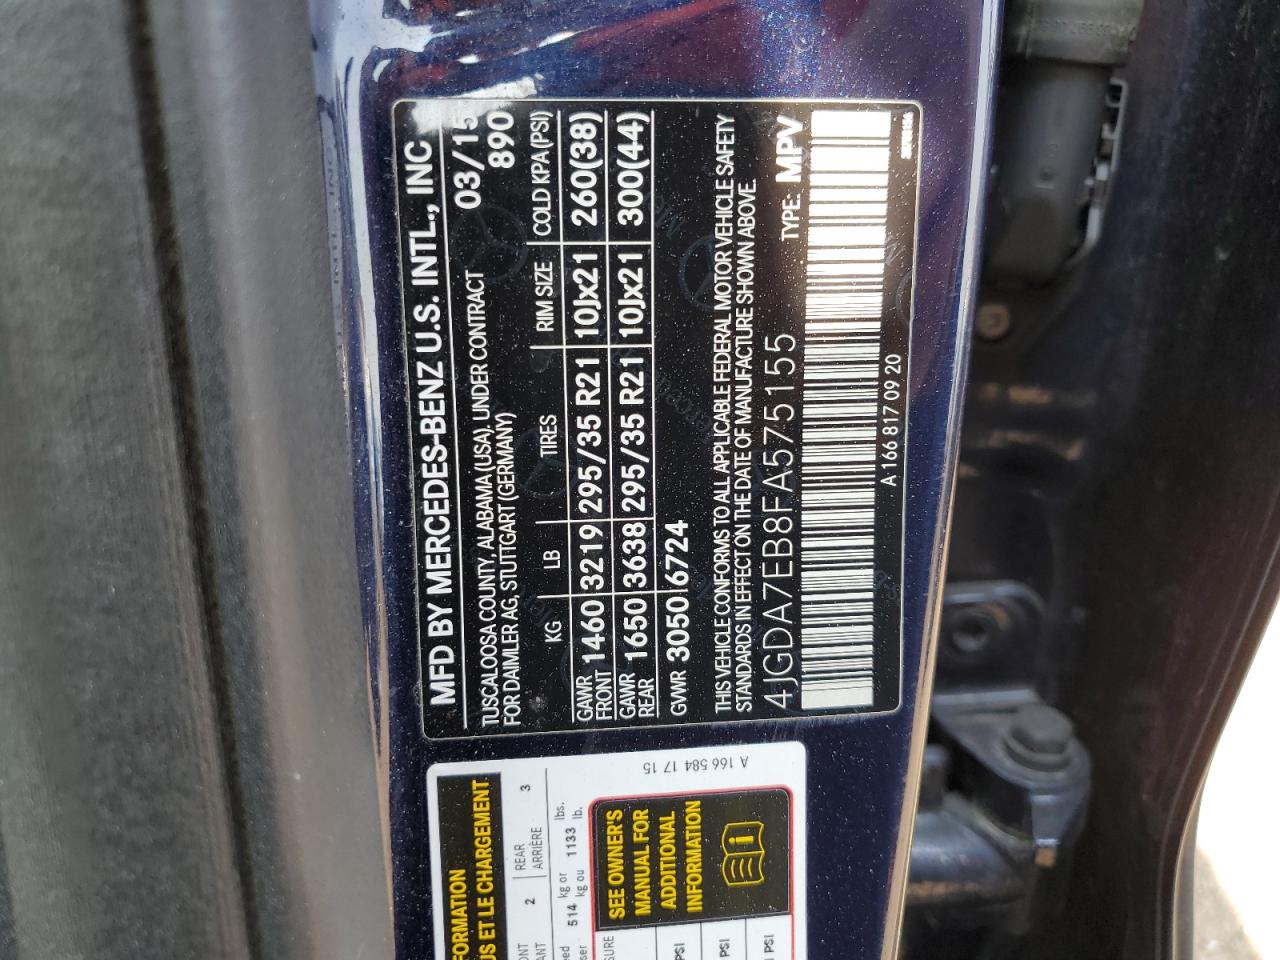 MFD BY MERCEDES-BENZ U.S. INTL., INC
TUSCALOOSA COUNTY, ALABAMA (USA). UNDER CONTRACT 03/15
FOR DAIMLER AG, STUTTGART (GERMANY) 890
KG LB TIRES RIM SIZE COLD KPA (PSI)
GAWR FRONT 1460 3219 295/35 R21 10Jx21 260(38)
GAWR REAR 1650 3638 295/35 R21 10Jx21 300(44)
GVWR 3050 6724
THIS VEHICLE CONFORMS TO ALL APPLICABLE FEDERAL MOTOR VEHICLE SAFETY
STANDARDS IN EFFECT ON THE DATE OF MANUFACTURE SHOWN ABOVE.
4JGDA7EB8FA575155 TYPE: MPV
A 166 817 09 20
A 166 584 17 15
ORMATION
US ET LE CHARGEMENT
2 REAR 3
ARRIÈRE
514 kg or 1133 lbs.
kg ou lb.
SEE OWNER'S
MANUAL FOR
ADDITIONAL
INFORMATION
SURE
PSI
PSI
PSI